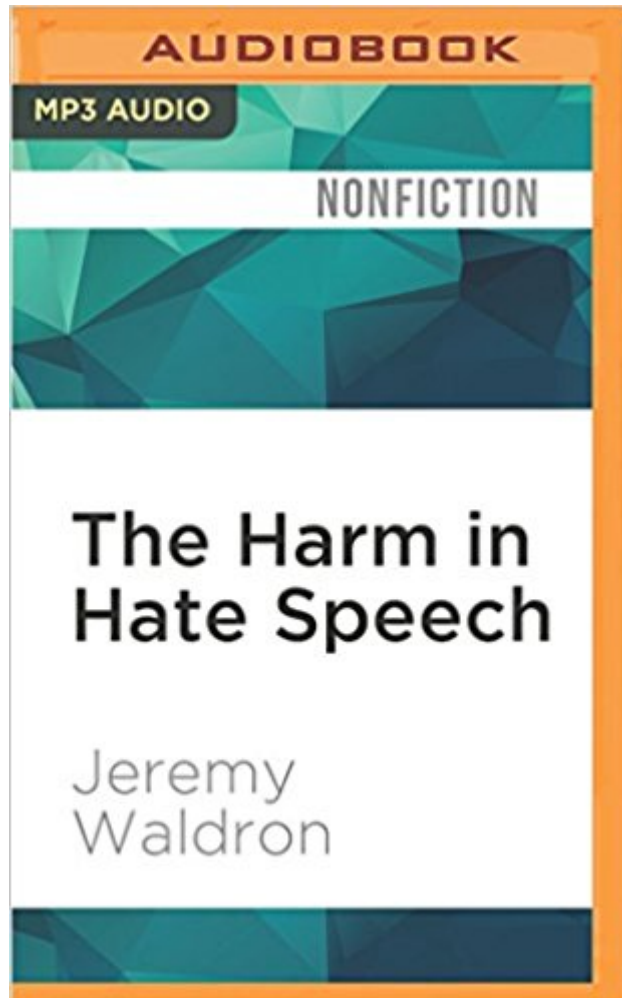 AUDIOBOOK
MP3 AUDIO
NONFICTION
The Harm in
Hate Speech
Jeremy
Waldron